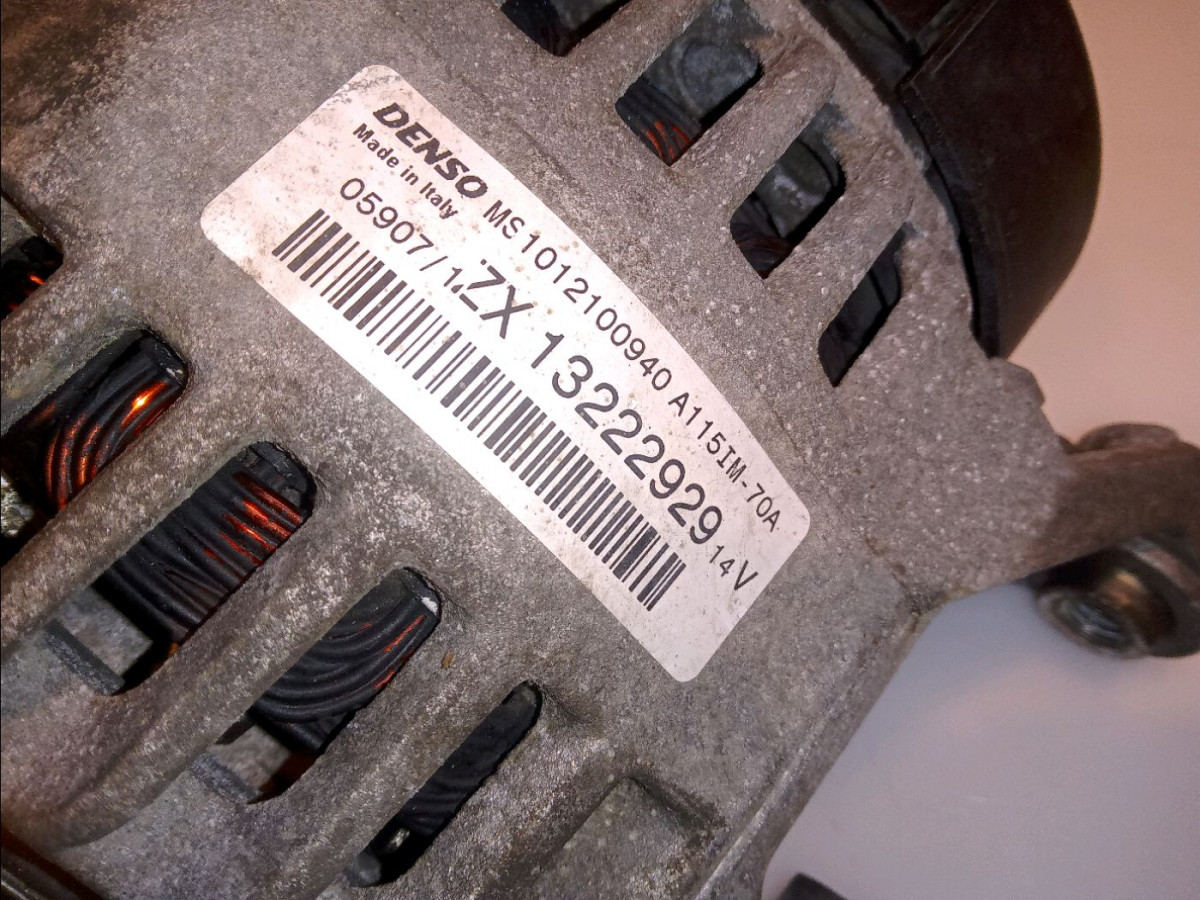 DENSO MS1012100940 A115IM-70A
Made in Italy
05907/1 ZX 13222929 14V